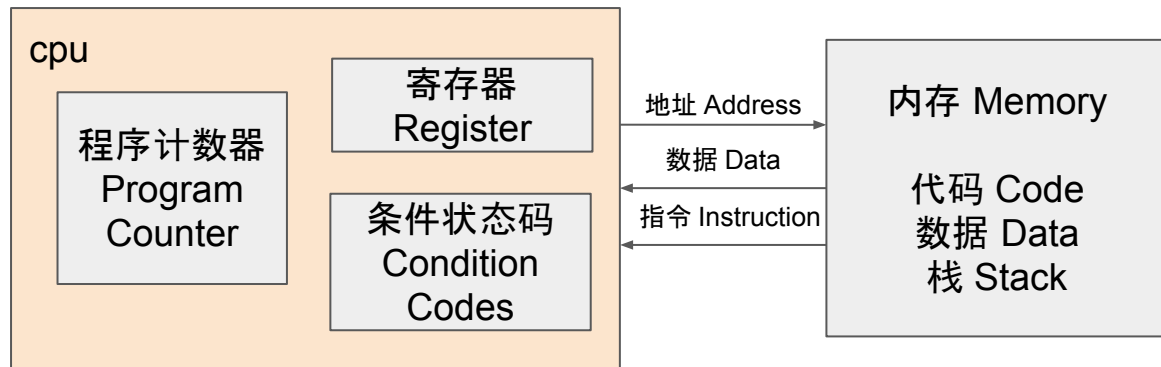 cpu
程序计数器
Program
Counter
寄存器
Register
条件状态码
Condition
Codes
地址 Address
数据 Data
指令 Instruction
内存 Memory
代码 Code
数据 Data
栈 Stack